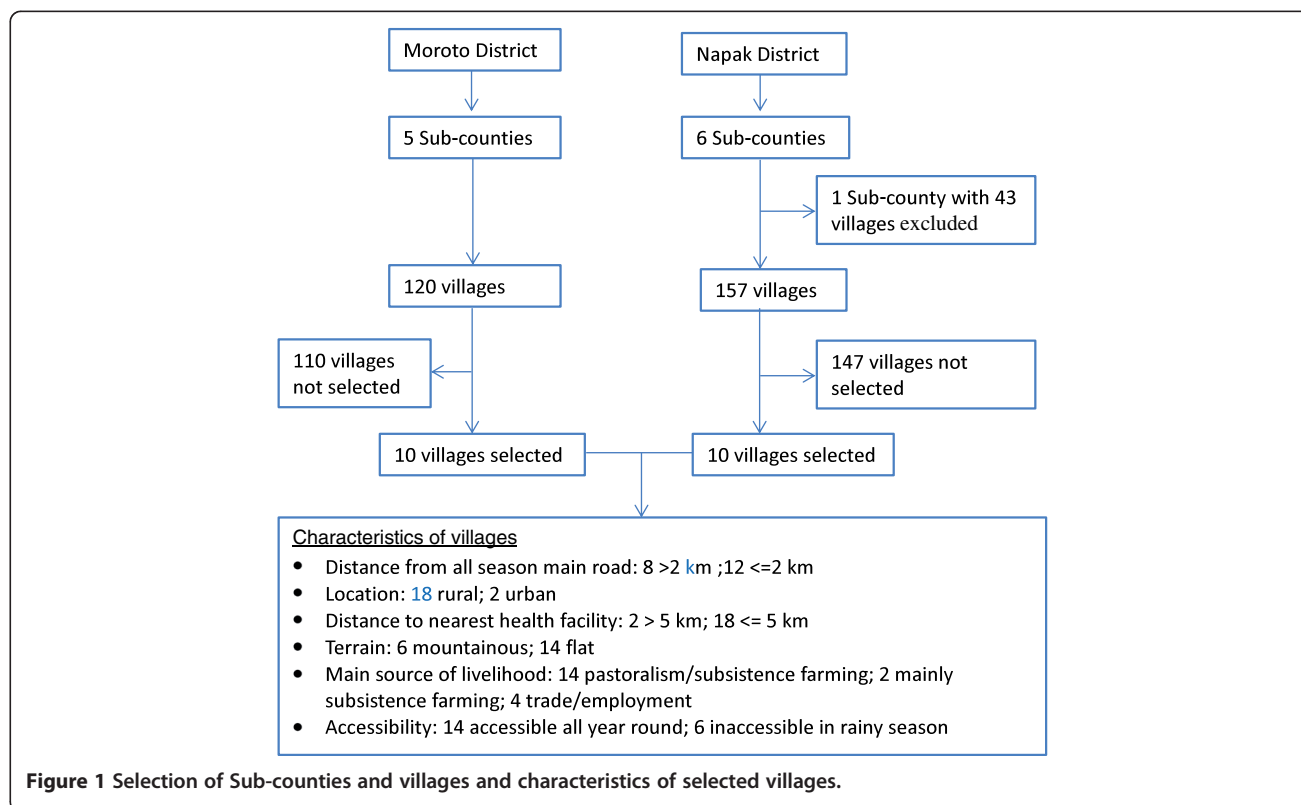 Moroto District
Napak District
5 Sub-counties
6 Sub-counties
1 Sub-county with 43
villages excluded
120 villages
157 villages
110 villages
not selected
147 villages not
selected
10 villages selected
10 villages selected
Characteristics of villages
• Distance from all season main road: 8 >2 km ;12 <=2 km
• Location: 18 rural; 2 urban
• Distance to nearest health facility: 2 > 5 km; 18 <= 5 km
• Terrain: 6 mountainous; 14 flat
• Main source of livelihood: 14 pastoralism/subsistence farming; 2 mainly
subsistence farming; 4 trade/employment
• Accessibility: 14 accessible all year round; 6 inaccessible in rainy season
Figure 1 Selection of Sub-counties and villages and characteristics of selected villages.